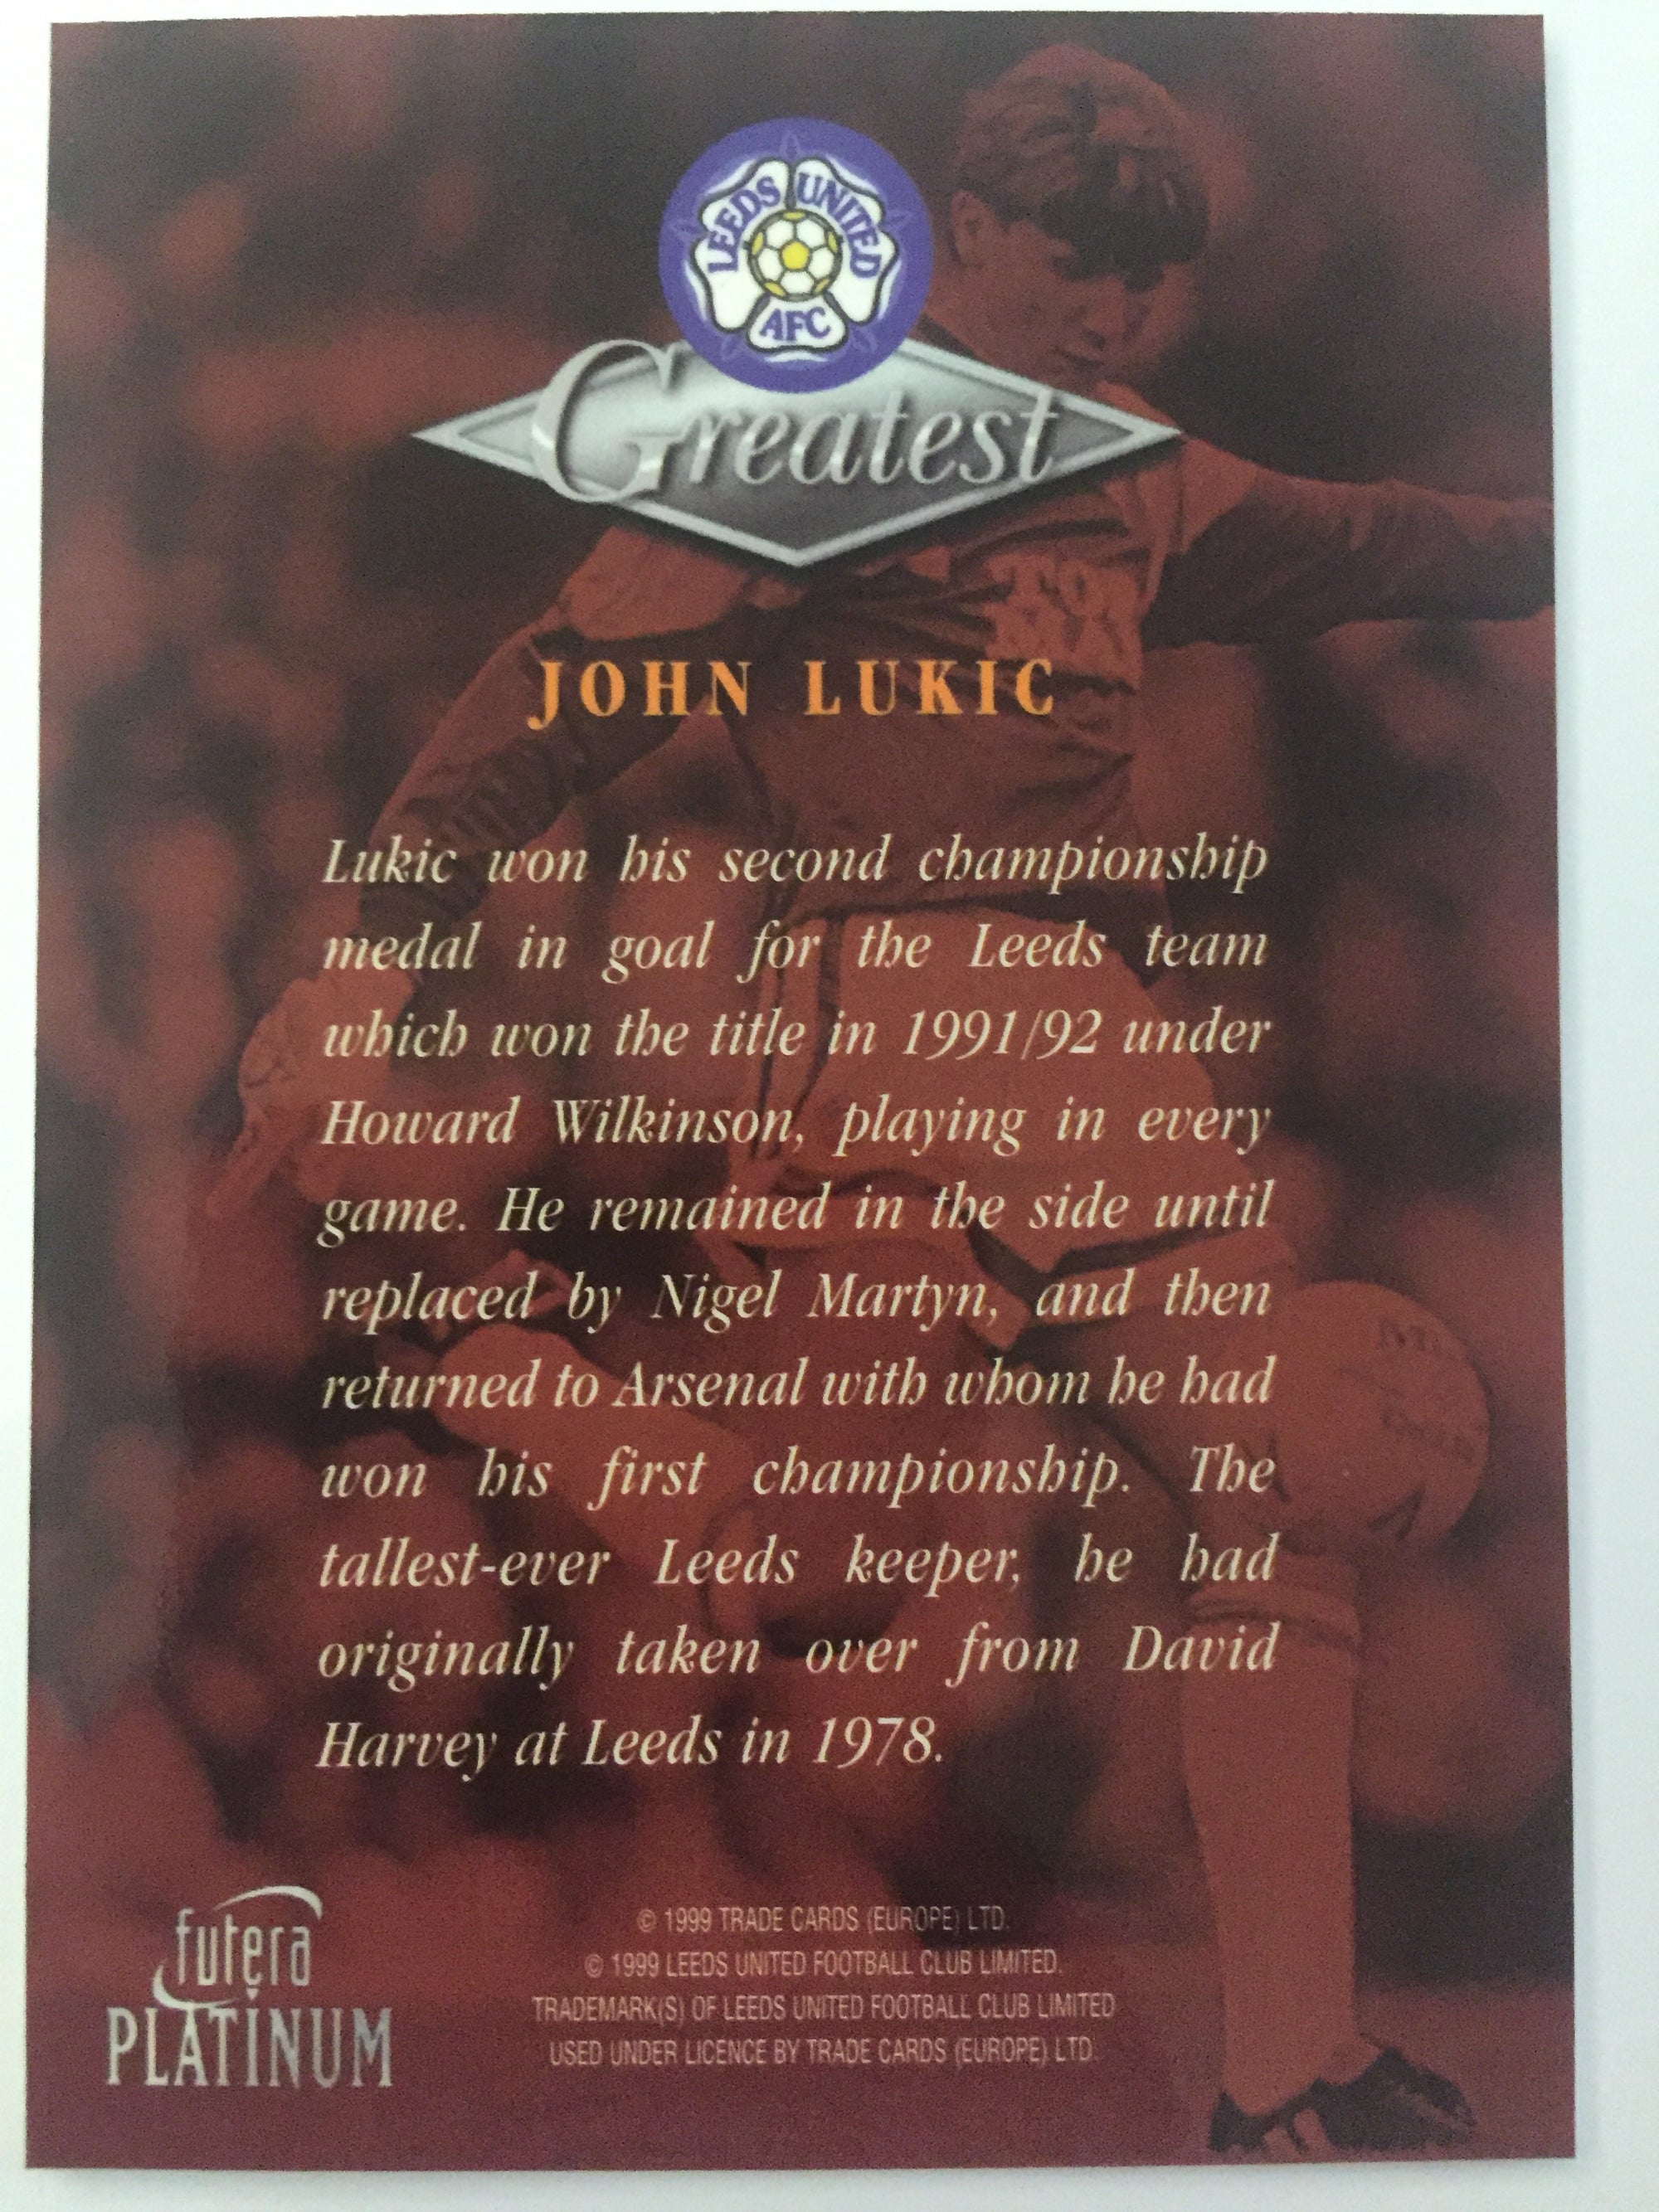 LEEDS UNITED
AFC
Greatest
JOHN LUKIC
Lukic won his second championship
medal in goal for the Leeds team
which won the title in 1991/92 under
Howard Wilkinson, playing in every
game. He remained in the side until
replaced by Nigel Martyn, and then
returned to Arsenal with whom he had
won his first championship. The
tallest-ever Leeds keeper, he had
originally taken over from David
Harvey at Leeds in 1978.
futera
PLATINUM
© 1999 TRADE CARDS (EUROPE) LTD.
© 1999 LEEDS UNITED FOOTBALL CLUB LIMITED.
TRADEMARK(S) OF LEEDS UNITED FOOTBALL CLUB LIMITED
USED UNDER LICENCE BY TRADE CARDS (EUROPE) LTD.